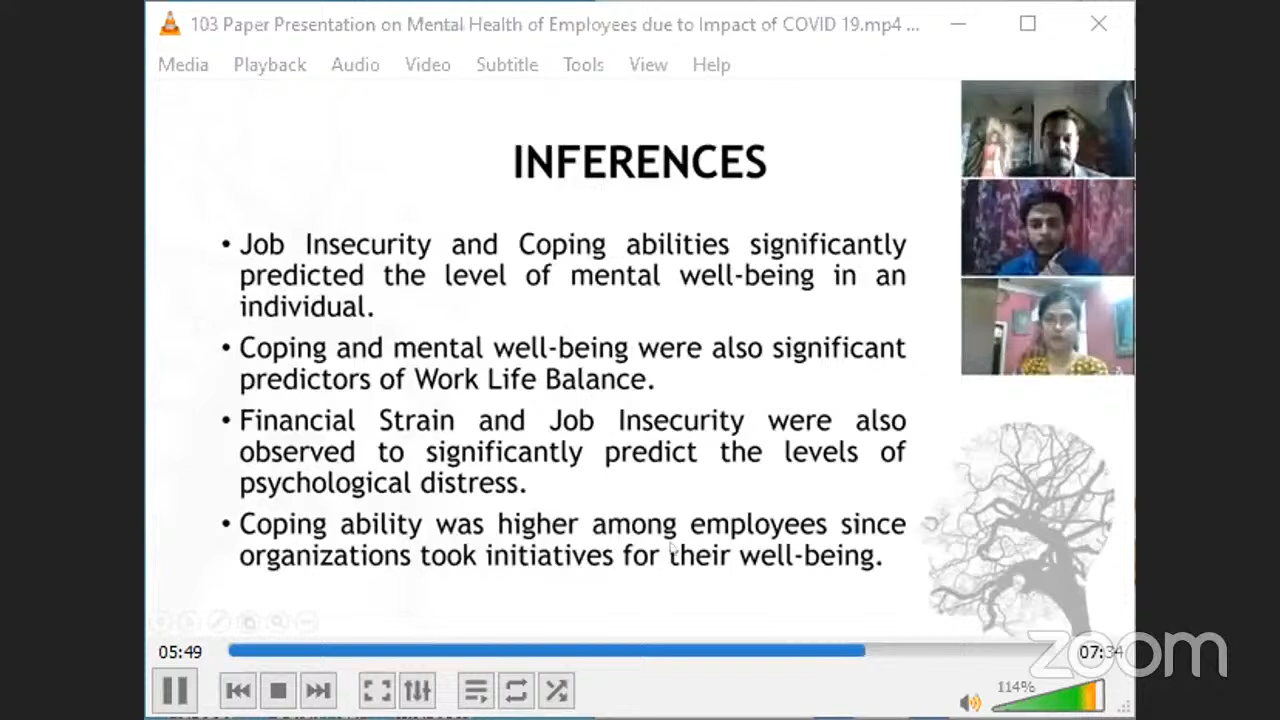 103 Paper Presentation on Mental Health of Employees due to Impact of COVID 19.mp4 ...
Media Playback Audio Video Subtitle Tools View Help
INFERENCES
• Job Insecurity and Coping abilities significantly
predicted the level of mental well-being in an
individual.
• Coping and mental well-being were also significant
predictors of Work Life Balance.
• Financial Strain and Job Insecurity were also
observed to significantly predict the levels of
psychological distress.
• Coping ability was higher among employees since
organizations took initiatives for their well-being.
05:49
07:34
zoom
114%